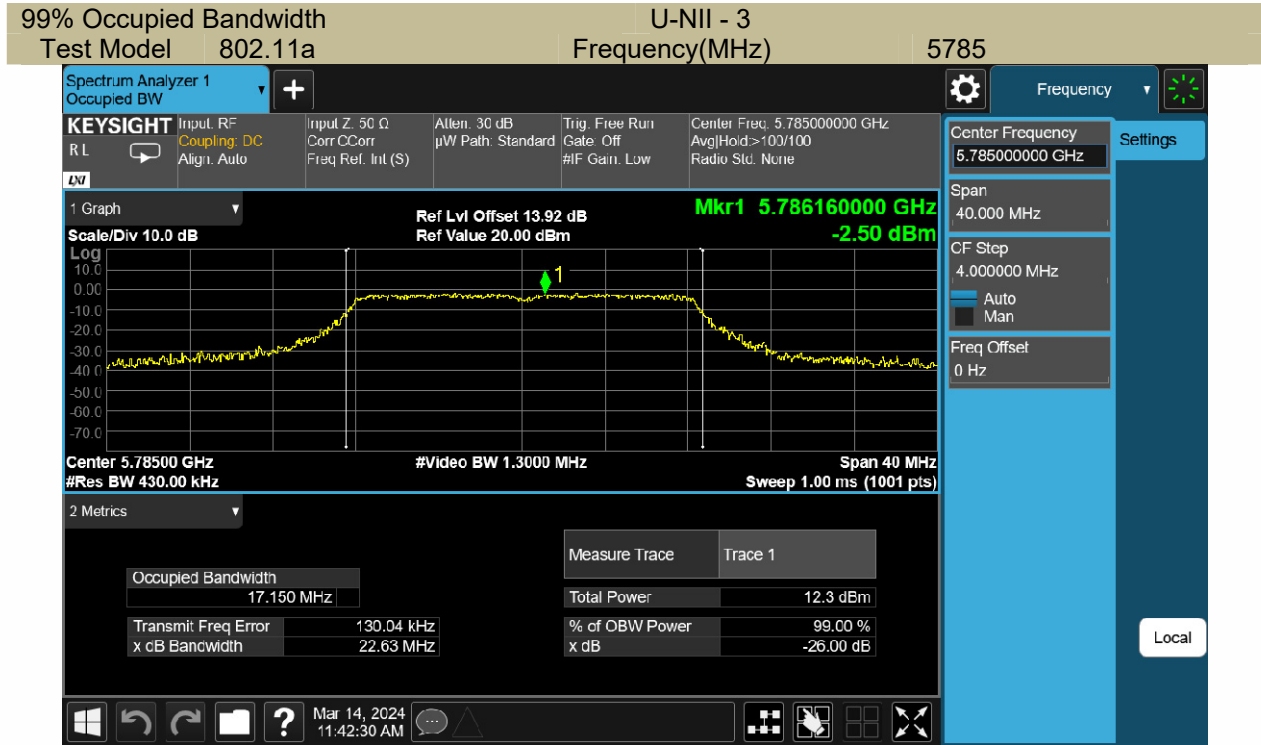 99% Occupied Bandwidth U-NII - 3
Test Model 802.11a Frequency(MHz) 5785
Spectrum Analyzer 1
Occupied BW
+
Frequency
KEYSIGHT
R L
LXI
Input: RF
Coupling: DC
Align: Auto
Input Z: 50 Ω
Corr CCorr
Freq Ref: Int (S)
Atten: 30 dB
µW Path: Standard
Trig: Free Run
Gate: Off
#IF Gain: Low
Center Freq: 5.785000000 GHz
Avg|Hold:>100/100
Radio Std: None
Center Frequency
5.785000000 GHz
Settings
Span
40.000 MHz
CF Step
4.000000 MHz
Auto
Man
Freq Offset
0 Hz
Local
1 Graph
Scale/Div 10.0 dB
Ref Lvl Offset 13.92 dB
Ref Value 20.00 dBm
Mkr1 5.786160000 GHz
-2.50 dBm
Log
10.0
0.00
-10.0
-20.0
-30.0
-40.0
-50.0
-60.0
-70.0
1
Center 5.78500 GHz
#Res BW 430.00 kHz
#Video BW 1.3000 MHz
Span 40 MHz
Sweep 1.00 ms (1001 pts)
2 Metrics
Measure Trace Trace 1
Occupied Bandwidth
17.150 MHz
Total Power 12.3 dBm
Transmit Freq Error 130.04 kHz
% of OBW Power 99.00 %
x dB Bandwidth 22.63 MHz
x dB -26.00 dB
?
Mar 14, 2024
11:42:30 AM